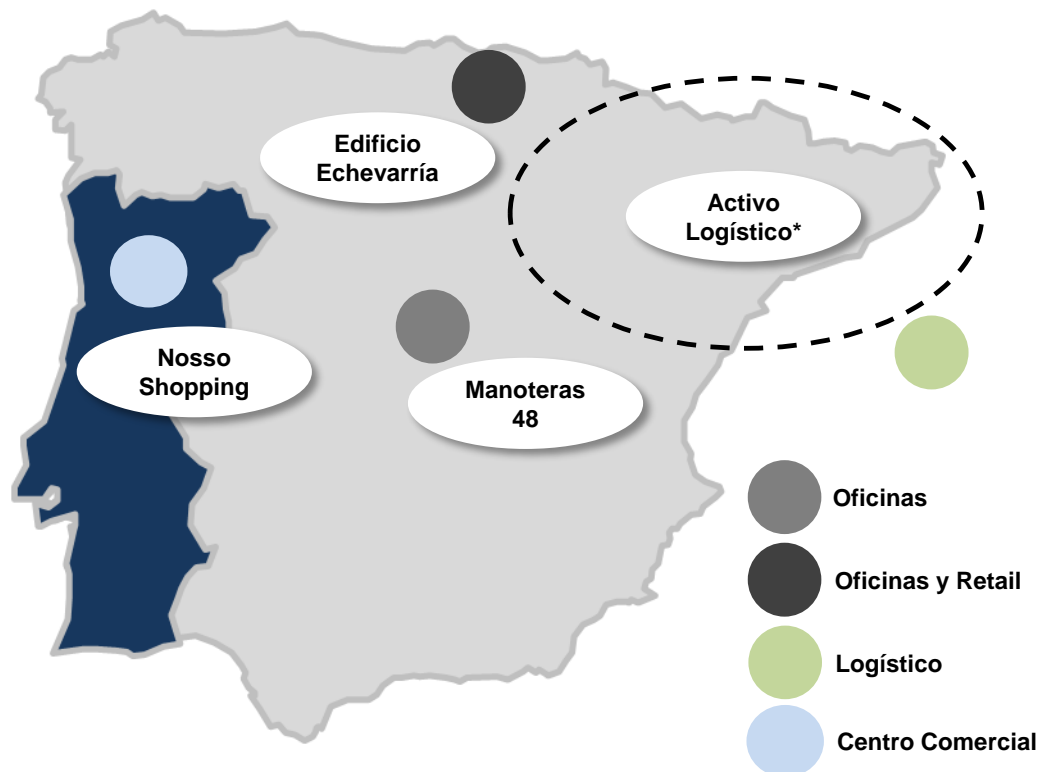 Edificio
Echevarría
Activo
Logístico*
Nosso
Shopping
Manoteras
48
Oficinas
Oficinas y Retail
Logístico
Centro Comercial